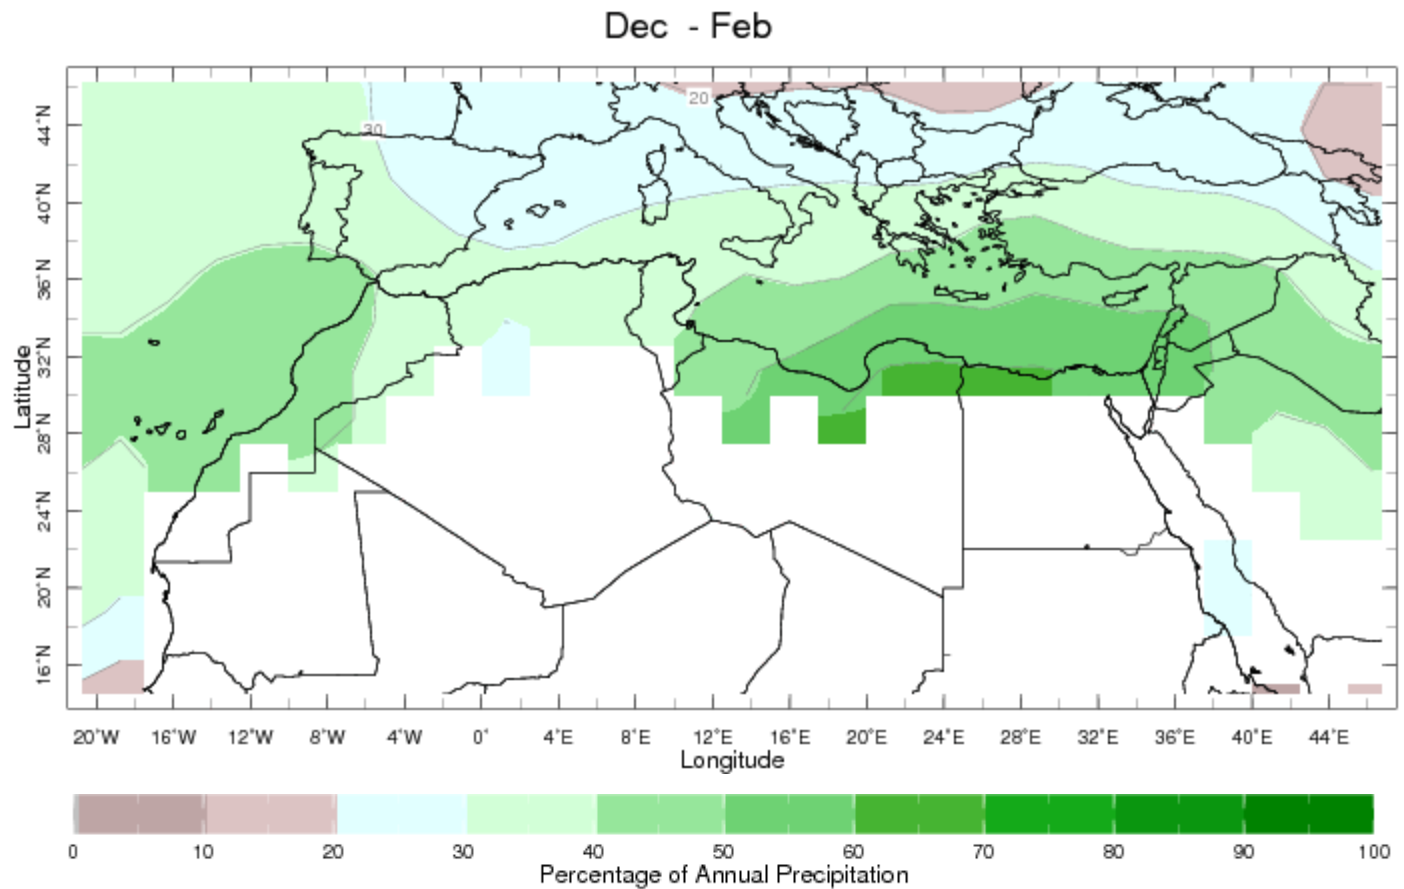 Dec - Feb
20
30
44°N
40°N
36°N
32°N
28°N
24°N
20°N
16°N
Latitude
20°W 16°W 12°W 8°W 4°W 0° 4°E 8°E 12°E 16°E 20°E 24°E 28°E 32°E 36°E 40°E 44°E
Longitude
0 10 20 30 40 50 60 70 80 90 100
Percentage of Annual Precipitation